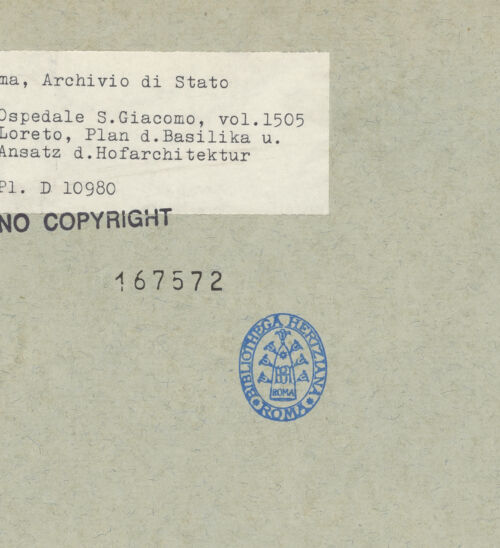 ma, Archivio di Stato
Ospedale S.Giacomo, vol.1505
Loreto, Plan d.Basilika u.
Ansatz d.Hofarchitektur
Pl. D 10980
NO COPYRIGHT
167572
BIBLIOTHECA HERTZIANA
ROMA
ROMA